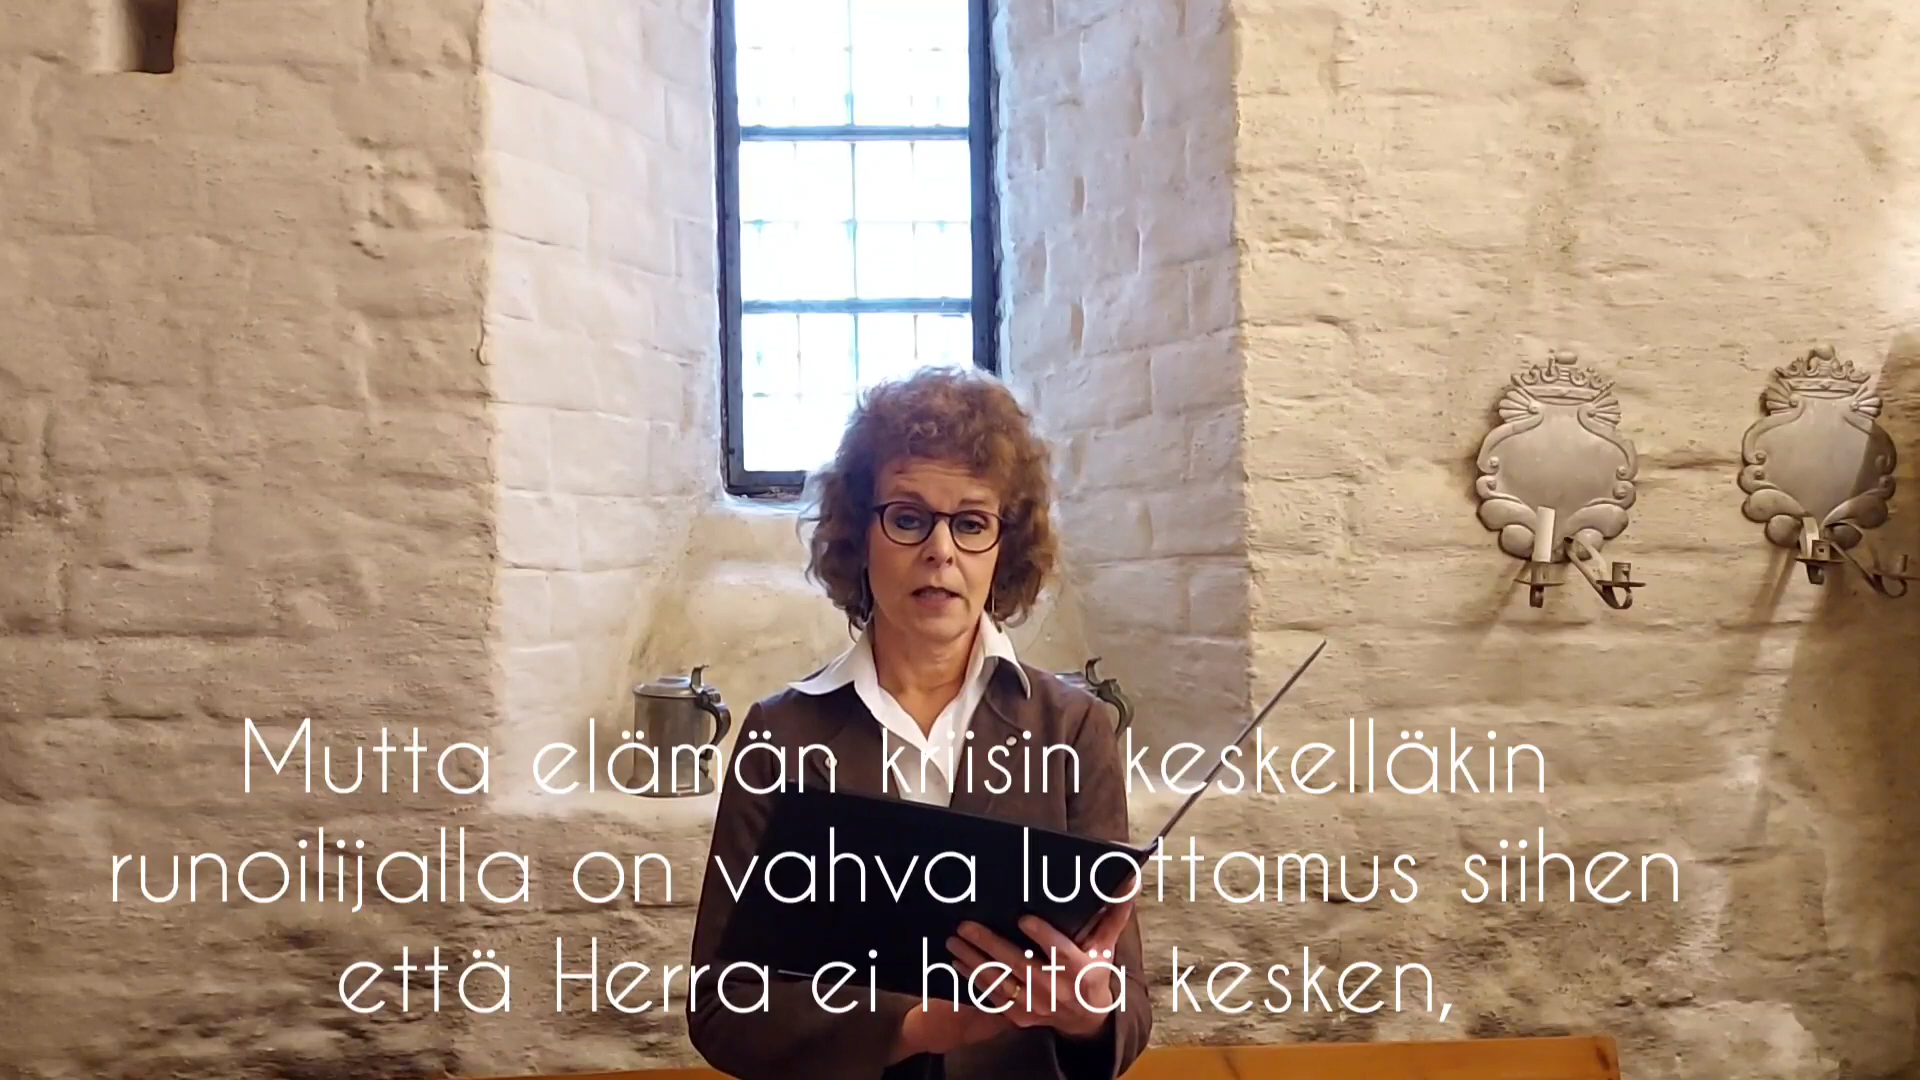 Mutta elämän kriisin keskelläkin
runoilijalla on vahva luottamus siihen
että Herra ei heitä kesken,